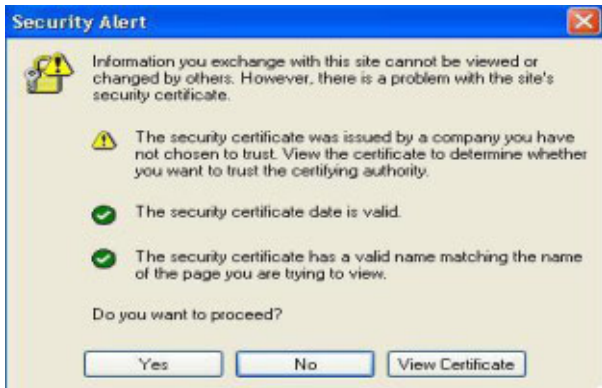 Security Alert
Information you exchange with this site cannot be viewed or
changed by others. However, there is a problem with the site's
security certificate.
The security certificate was issued by a company you have
not chosen to trust. View the certificate to determine whether
you want to trust the certifying authority.
The security certificate date is valid.
The security certificate has a valid name matching the name
of the page you are trying to view.
Do you want to proceed?
Yes No View Certificate